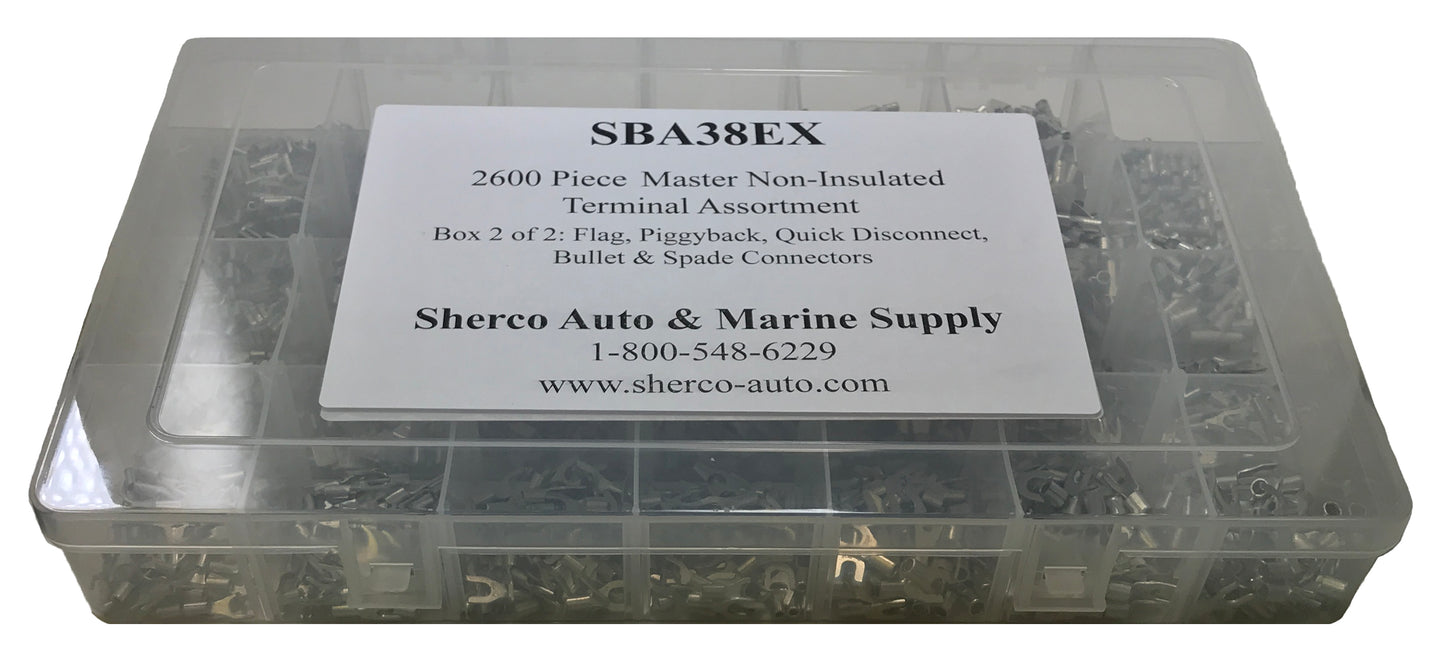 SBA38EX
2600 Piece Master Non-Insulated
Terminal Assortment
Box 2 of 2: Flag, Piggyback, Quick Disconnect,
Bullet & Spade Connectors
Sherco Auto & Marine Supply
1-800-548-6229
www.sherco-auto.com